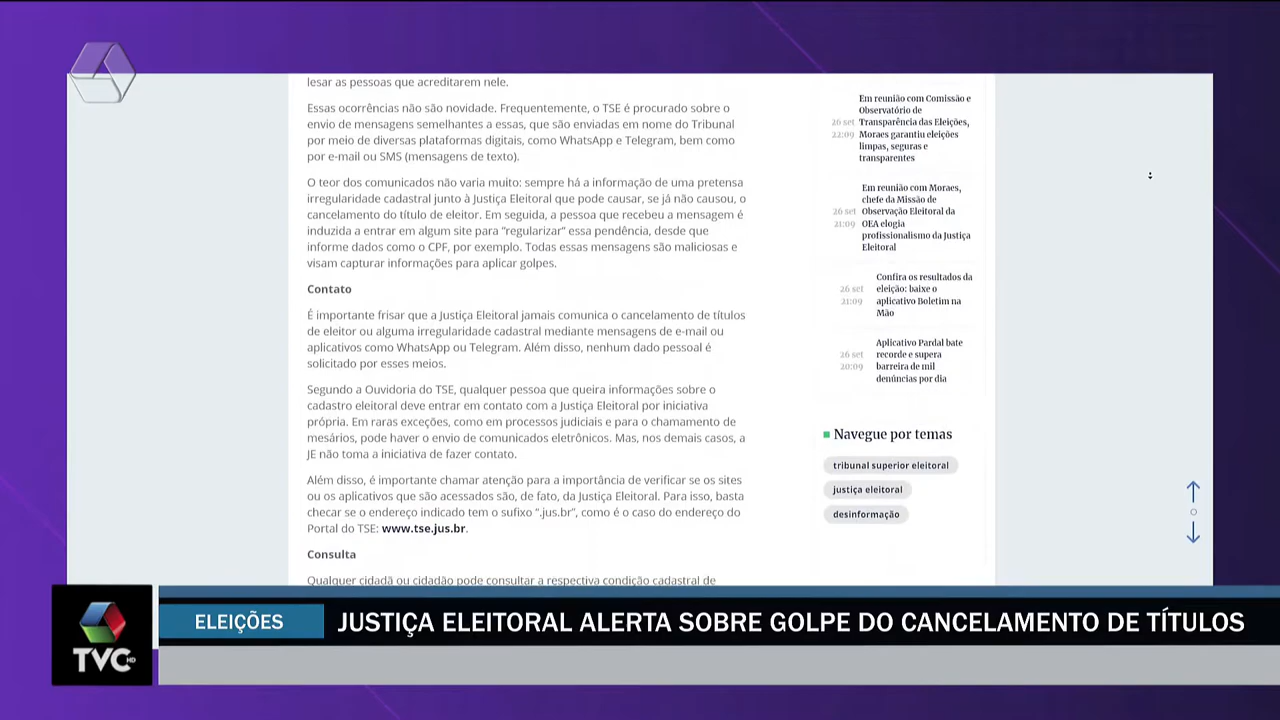 lesar as pessoas que acreditarem nele.
Essas ocorrências não são novidade. Frequentemente, o TSE é procurado sobre o
envio de mensagens semelhantes a essas, que são enviadas em nome do Tribunal
por meio de diversas plataformas digitais, como WhatsApp e Telegram, bem como
por e-mail ou SMS (mensagens de texto).
O teor dos comunicados não varia muito: sempre há a informação de uma pretensa
irregularidade cadastral junto à Justiça Eleitoral que pode causar, se já não causou, o
cancelamento do título de eleitor. Em seguida, a pessoa que recebeu a mensagem é
induzida a entrar em algum site para "regularizar" essa pendência, desde que
informe dados como o CPF, por exemplo. Todas essas mensagens são maliciosas e
visam capturar informações para aplicar golpes.
Contato
É importante frisar que a Justiça Eleitoral jamais comunica o cancelamento de títulos
de eleitor ou alguma irregularidade cadastral mediante mensagens de e-mail ou
aplicativos como WhatsApp ou Telegram. Além disso, nenhum dado pessoal é
solicitado por esses meios.
Segundo a Ouvidoria do TSE, qualquer pessoa que queira informações sobre o
cadastro eleitoral deve entrar em contato com a Justiça Eleitoral por iniciativa
própria. Em raras exceções, como em processos judiciais e para o chamamento de
mesários, pode haver o envio de comunicados eletrônicos. Mas, nos demais casos, a
JE não toma a iniciativa de fazer contato.
Além disso, é importante chamar atenção para a importância de verificar se os sites
ou os aplicativos que são acessados são, de fato, da Justiça Eleitoral. Para isso, basta
checar se o endereço indicado tem o sufixo ".jus.br", como é o caso do endereço do
Portal do TSE: www.tse.jus.br.
Consulta
Qualquer cidadã ou cidadão pode consultar a respectiva condição cadastral de
Em reunião com Comissão e
Observatório de
26 set Transparência das Eleições,
22:09 Moraes garantiu eleições
limpas, seguras e
transparentes
Em reunião com Moraes,
chefe da Missão de
26 set Observação Eleitoral da
21:09 OEA elogia
profissionalismo da Justiça
Eleitoral
Confira os resultados da
26 set eleição: baixe o
21:09 aplicativo Boletim na
Mão
Aplicativo Pardal bate
26 set recorde e supera
20:09 barreira de mil
denúncias por dia
Navegue por temas
tribunal superior eleitoral
justiça eleitoral
desinformação
ELEIÇÕES
JUSTIÇA ELEITORAL ALERTA SOBRE GOLPE DO CANCELAMENTO DE TÍTULOS
TVC HD